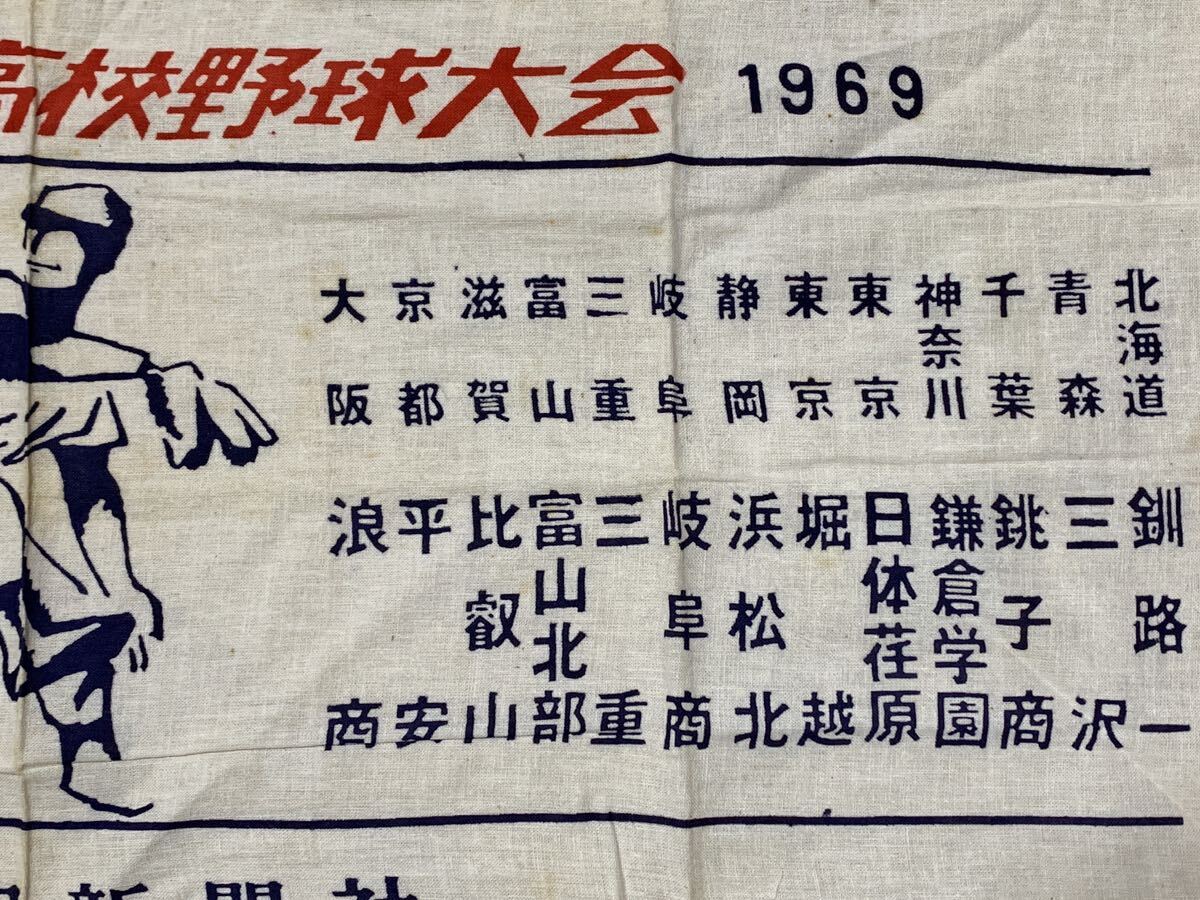 高校野球大会 1969
北海道 釧路一
青森 三沢
千葉 銚子商
神奈川 鎌倉学園
東京 日体荏原
東京 堀越
静岡 浜松北
岐阜 岐阜商
三重 三重
富山 富山北部
滋賀 比叡山
京都 平安
大阪 浪商
新聞社